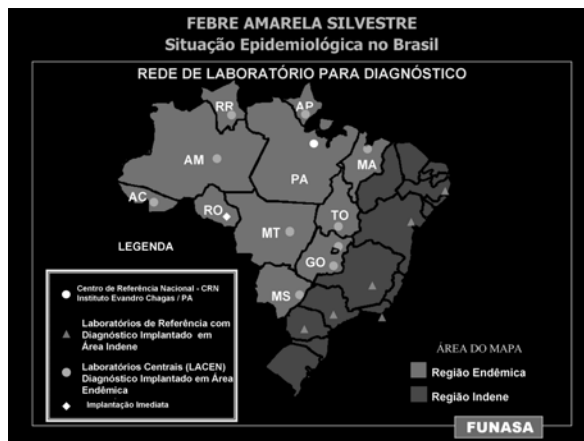 FEBRE AMARELA SILVESTRE
Situação Epidemiológica no Brasil
REDE DE LABORATÓRIO PARA DIAGNÓSTICO
RR
AP
AM
PA
MA
AC
RO
TO
MT
GO
MS
LEGENDA
Centro de Referência Nacional - CRN
Instituto Evandro Chagas / PA
Laboratórios de Referência com
Diagnóstico Implantado em
Área Indene
Laboratórios Centrais (LACEN)
Diagnóstico Implantado em Área
Endêmica
Implantação Imediata
ÁREA DO MAPA
Região Endêmica
Região Indene
FUNASA